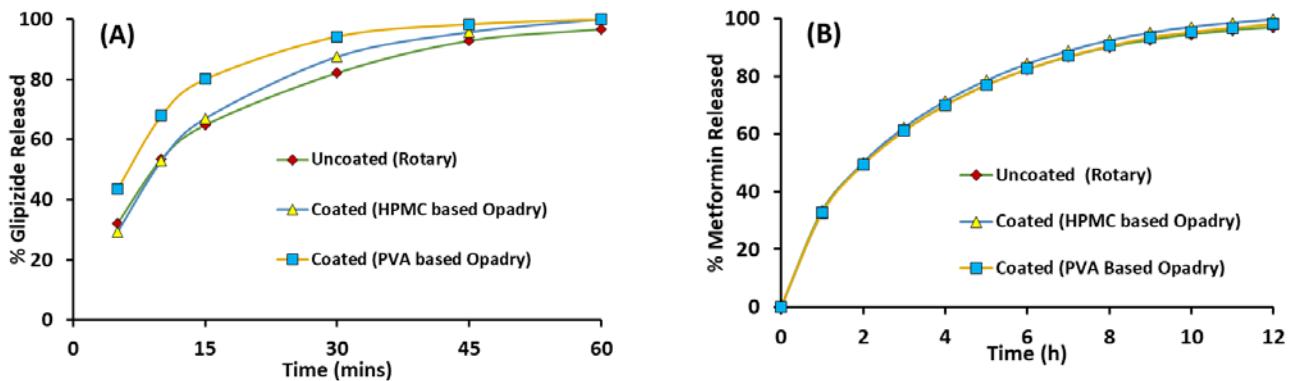 (A)
% Glipizide Released
100
80
60
40
20
0
Uncoated (Rotary)
Coated (HPMC based Opadry)
Coated (PVA based Opadry)
0 15 30 45 60
Time (mins)
(B)
% Metformin Released
100
80
60
40
20
0
Uncoated (Rotary)
Coated (HPMC based Opadry)
Coated (PVA Based Opadry)
0 2 4 6 8 10 12
Time (h)